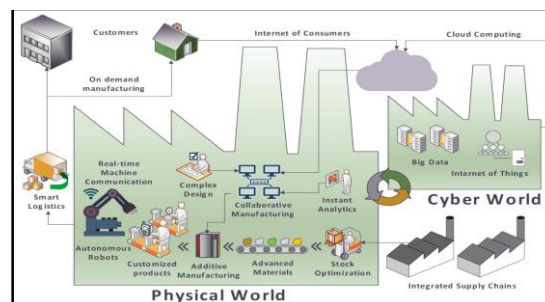 Customers
Internet of Consumers
Cloud Computing
On demand
manufacturing
Real-time
Machine
Communication
Complex
Design
Collaborative
Manufacturing
Instant
Analytics
Big Data
Internet of Things
Smart
Logistics
Cyber World
Autonomous
Robots
Customized
products
Additive
Manufacturing
Advanced
Materials
Stock
Optimization
Integrated Supply Chains
Physical World